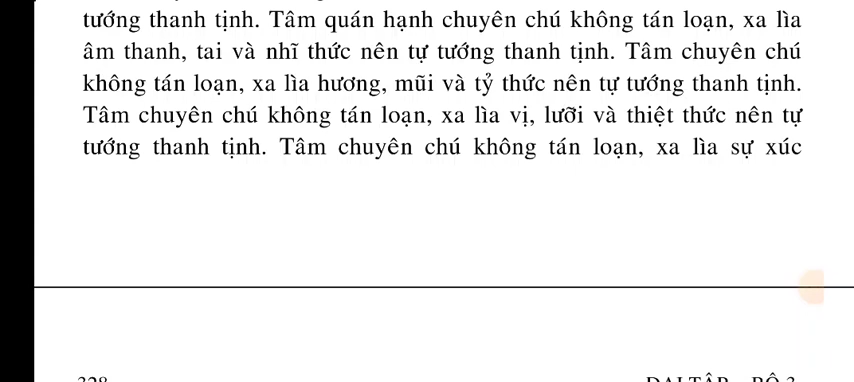 tướng thanh tịnh. Tâm quán hạnh chuyên chú không tán loạn, xa lìa
âm thanh, tai và nhĩ thức nên tự tướng thanh tịnh. Tâm chuyên chú
không tán loạn, xa lìa hương, mũi và tỷ thức nên tự tướng thanh tịnh.
Tâm chuyên chú không tán loạn, xa lìa vị, lưỡi và thiệt thức nên tự
tướng thanh tịnh. Tâm chuyên chú không tán loạn, xa lìa sự xúc